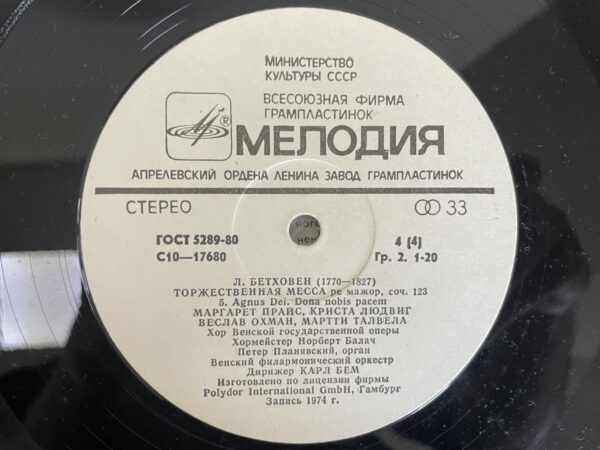 МИНИСТЕРСТВО
КУЛЬТУРЫ СССР
ВСЕСОЮЗНАЯ ФИРМА
ГРАМПЛАСТИНОК
® МЕЛОДИЯ
АПРЕЛЕВСКИЙ ОРДЕНА ЛЕНИНА ЗАВОД ГРАМПЛАСТИНОК
СТЕРЕО 33
ного
нен
ГОСТ 5289-80 4 (4)
С10—17680 Гр. 2. 1-20
Л. БЕТХОВЕН (1770—1827)
ТОРЖЕСТВЕННАЯ МЕССА ре мажор, соч. 123
5. Agnus Dei. Dona nobis pacem
МАРГАРЕТ ПРАЙС, КРИСТА ЛЮДВИГ
ВЕСЛАВ ОХМАН, МАРТТИ ТАЛВЕЛА
Хор Венской государственной оперы
Хормейстер Норберт Балач
Петер Планявский, орган
Венский филармонический оркестр
Дирижер КАРЛ БЕМ
Изготовлено по лицензии фирмы
Polydor International GmbH, Гамбург
Запись 1974 г.